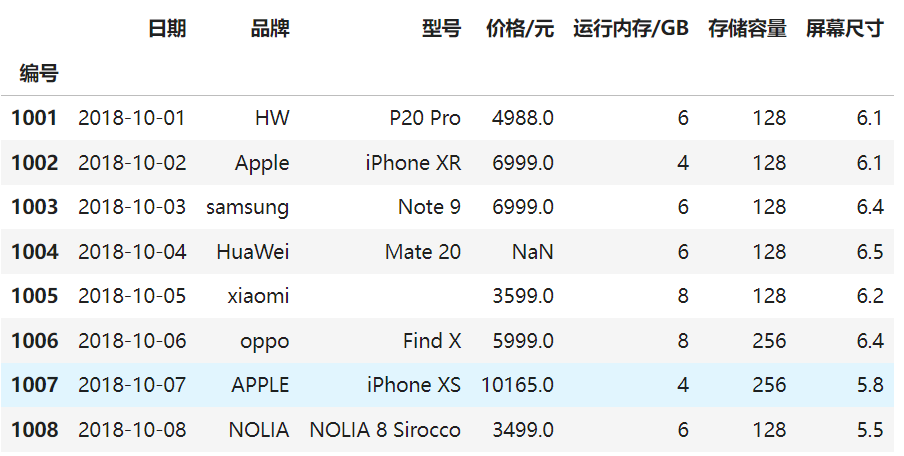 日期 品牌 型号 价格/元 运行内存/GB 存储容量 屏幕尺寸
编号
1001 2018-10-01 HW P20 Pro 4988.0 6 128 6.1
1002 2018-10-02 Apple iPhone XR 6999.0 4 128 6.1
1003 2018-10-03 samsung Note 9 6999.0 6 128 6.4
1004 2018-10-04 HuaWei Mate 20 NaN 6 128 6.5
1005 2018-10-05 xiaomi 3599.0 8 128 6.2
1006 2018-10-06 oppo Find X 5999.0 8 256 6.4
1007 2018-10-07 APPLE iPhone XS 10165.0 4 256 5.8
1008 2018-10-08 NOLIA NOLIA 8 Sirocco 3499.0 6 128 5.5